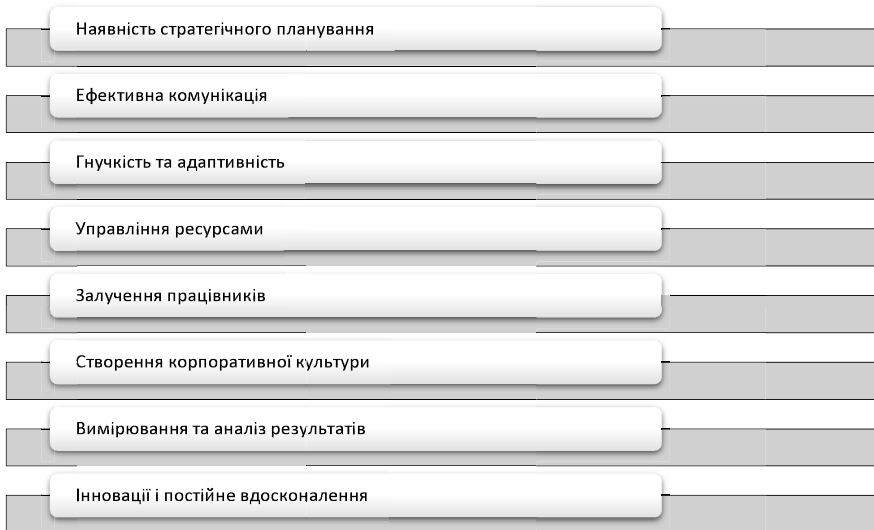 Наявність стратегічного планування
Ефективна комунікація
Гнучкість та адаптивність
Управління ресурсами
Залучення працівників
Створення корпоративної культури
Вимірювання та аналіз результатів
Інновації і постійне вдосконалення